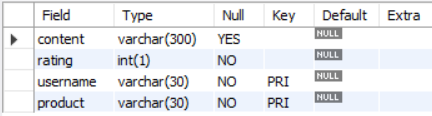 Field Type Null Key Default Extra
content varchar(300) YES NULL
rating int(1) NO NULL
username varchar(30) NO PRI NULL
product varchar(30) NO PRI NULL